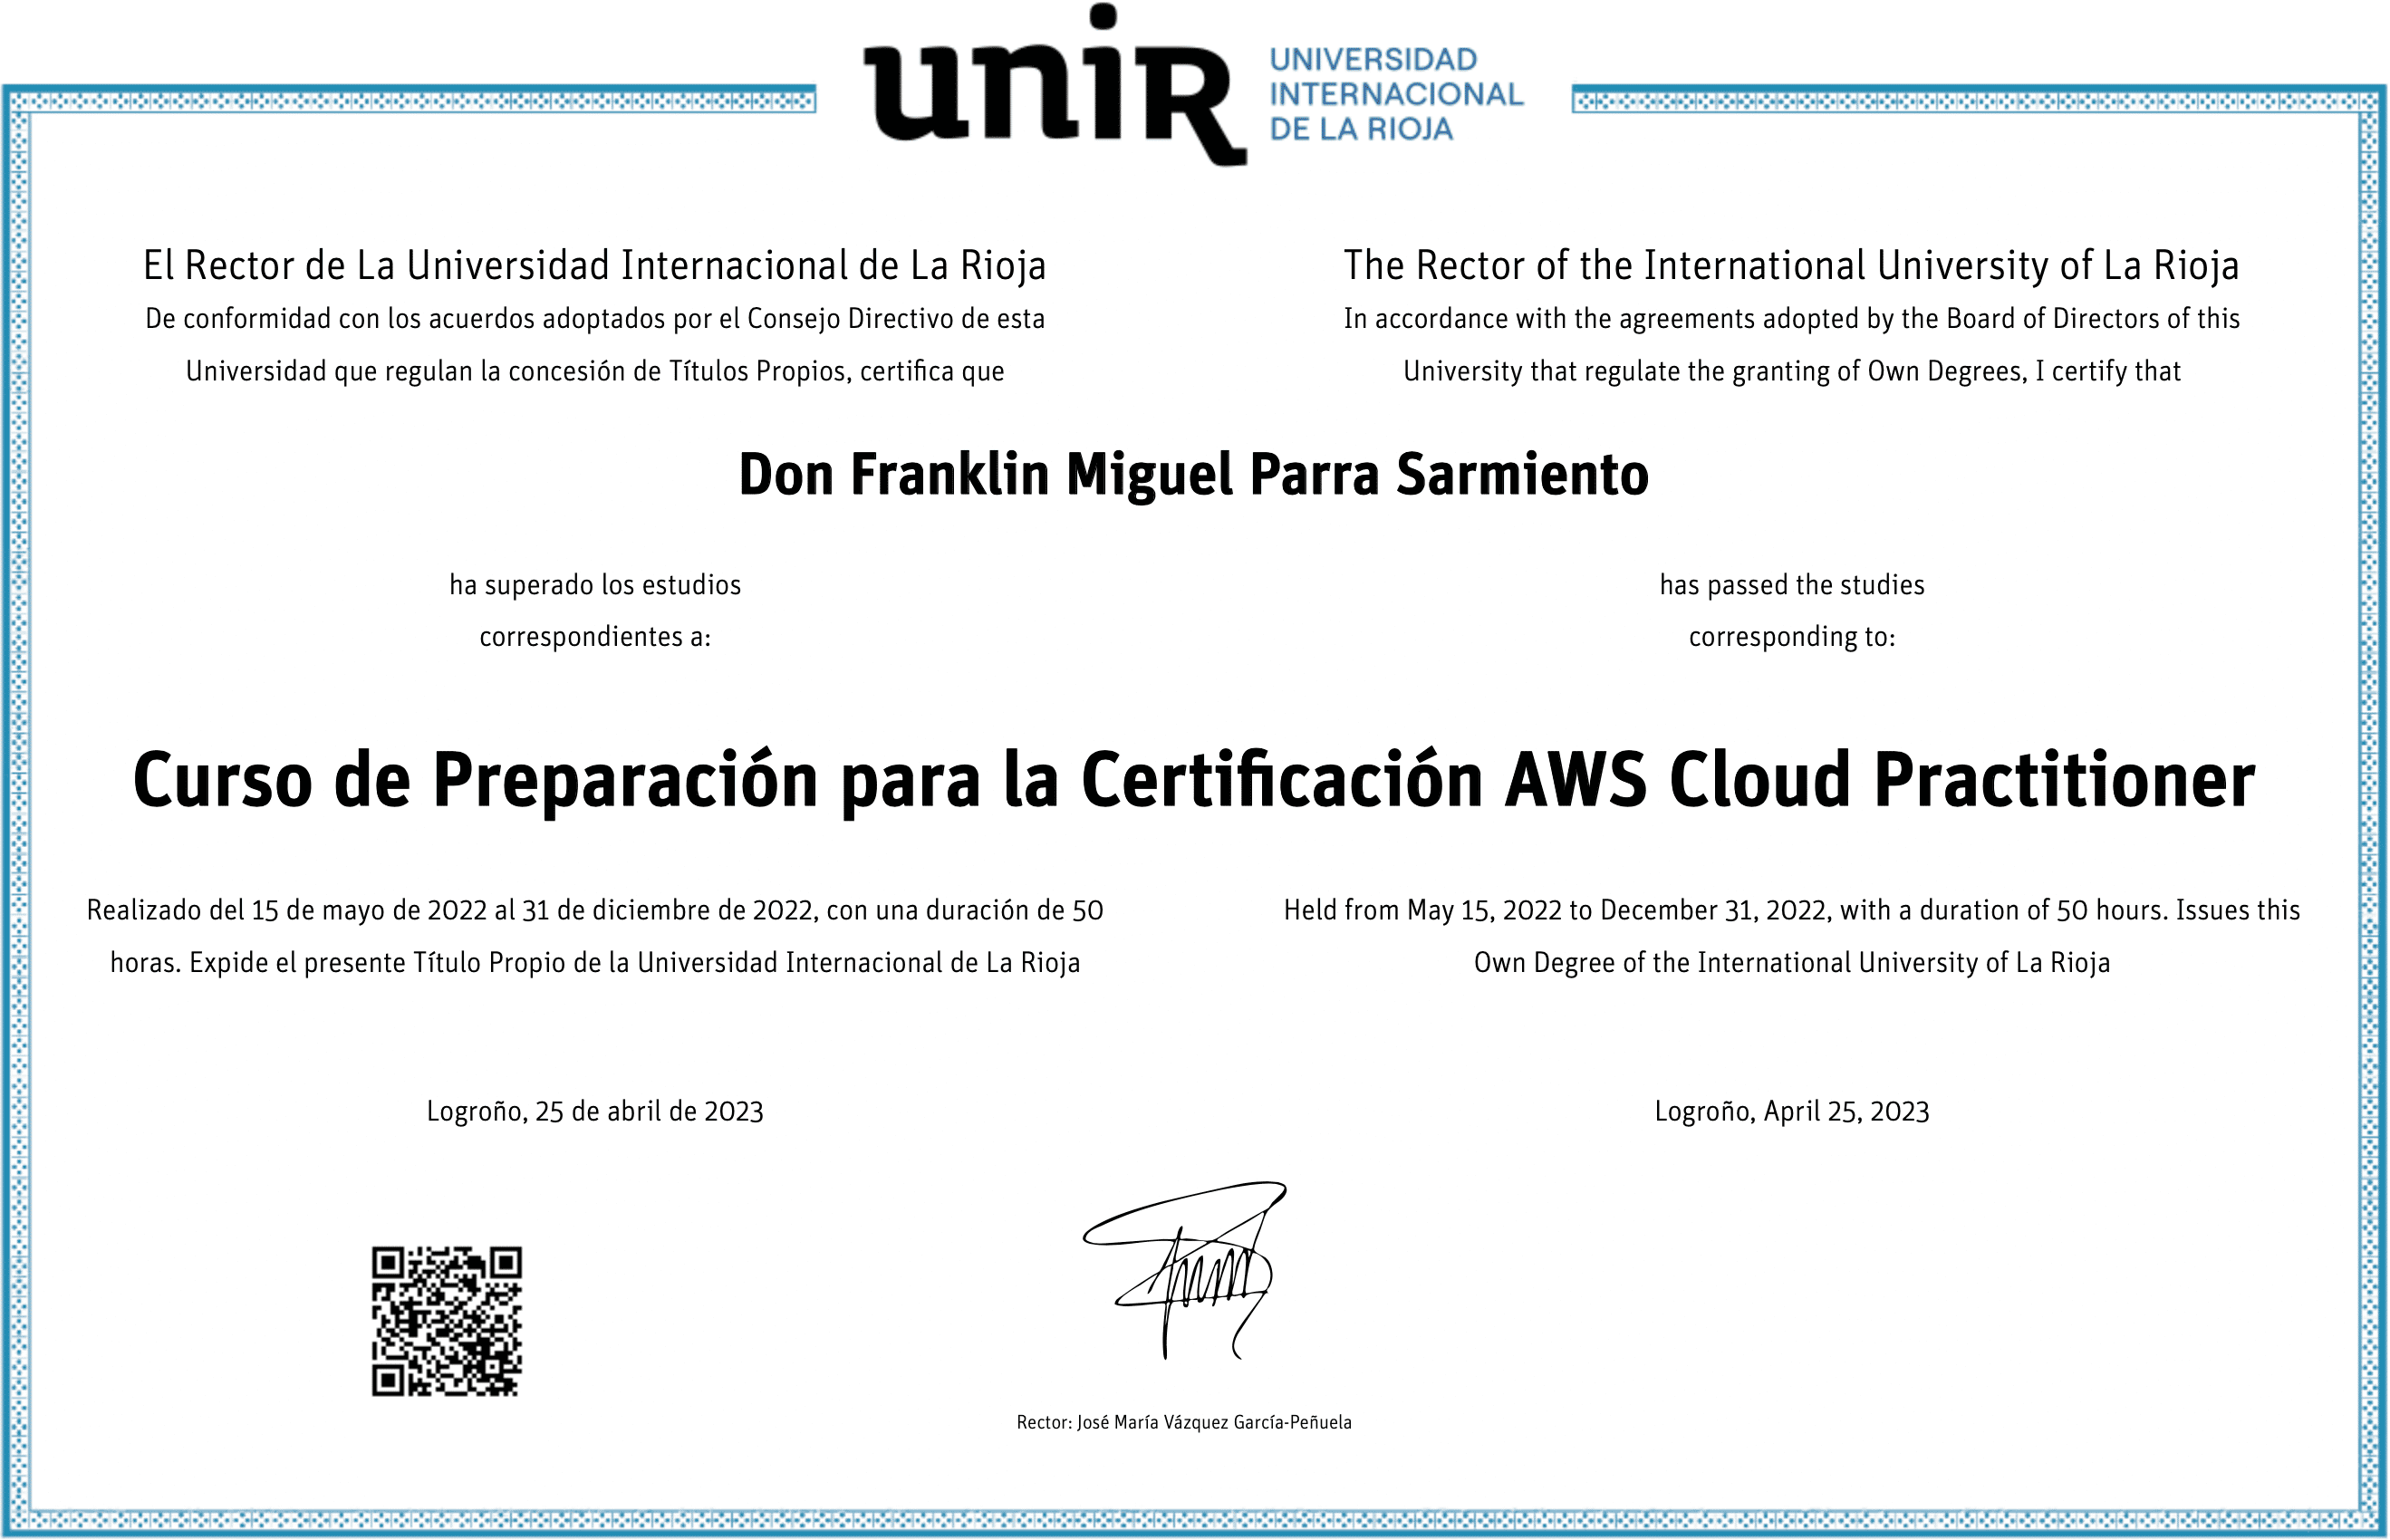 unir
UNIVERSIDAD
INTERNACIONAL
DE LA RIOJA
El Rector de La Universidad Internacional de La Rioja
De conformidad con los acuerdos adoptados por el Consejo Directivo de esta
Universidad que regulan la concesión de Títulos Propios, certifica que
The Rector of the International University of La Rioja
In accordance with the agreements adopted by the Board of Directors of this
University that regulate the granting of Own Degrees, I certify that
Don Franklin Miguel Parra Sarmiento
ha superado los estudios
correspondientes a:
has passed the studies
corresponding to:
Curso de Preparación para la Certificación AWS Cloud Practitioner
Realizado del 15 de mayo de 2022 al 31 de diciembre de 2022, con una duración de 50
horas. Expide el presente Título Propio de la Universidad Internacional de La Rioja
Held from May 15, 2022 to December 31, 2022, with a duration of 50 hours. Issues this
Own Degree of the International University of La Rioja
Logroño, 25 de abril de 2023
Logroño, April 25, 2023
Rector: José María Vázquez García-Peñuela